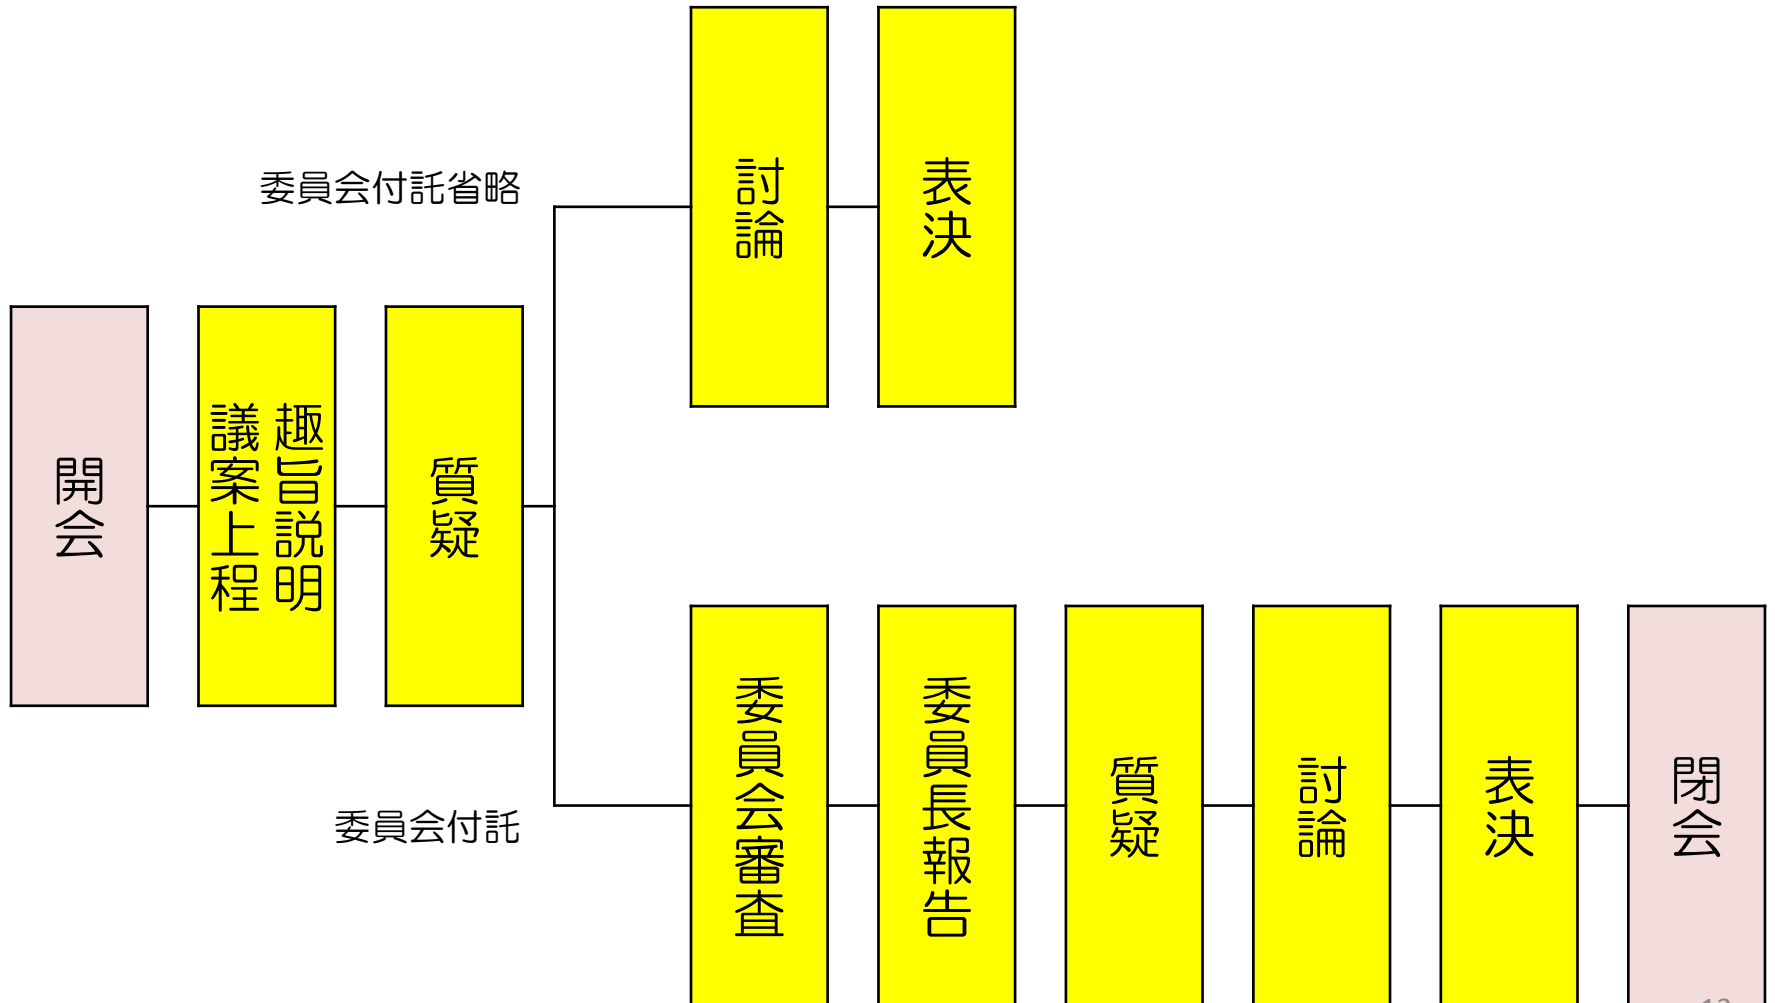 開会
趣旨説明
議案上程
質疑
委員会付託省略
討論
表決
委員会付託
委員会審査
委員長報告
質疑
討論
表決
閉会